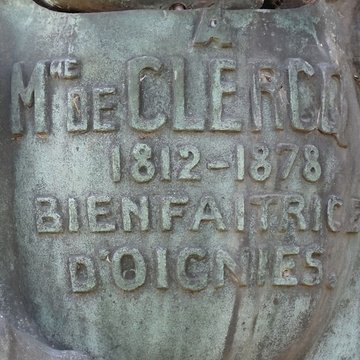 A
MME DE CLERCQ
1812-1878
BIENFAITRICE
D'OIGNIES.